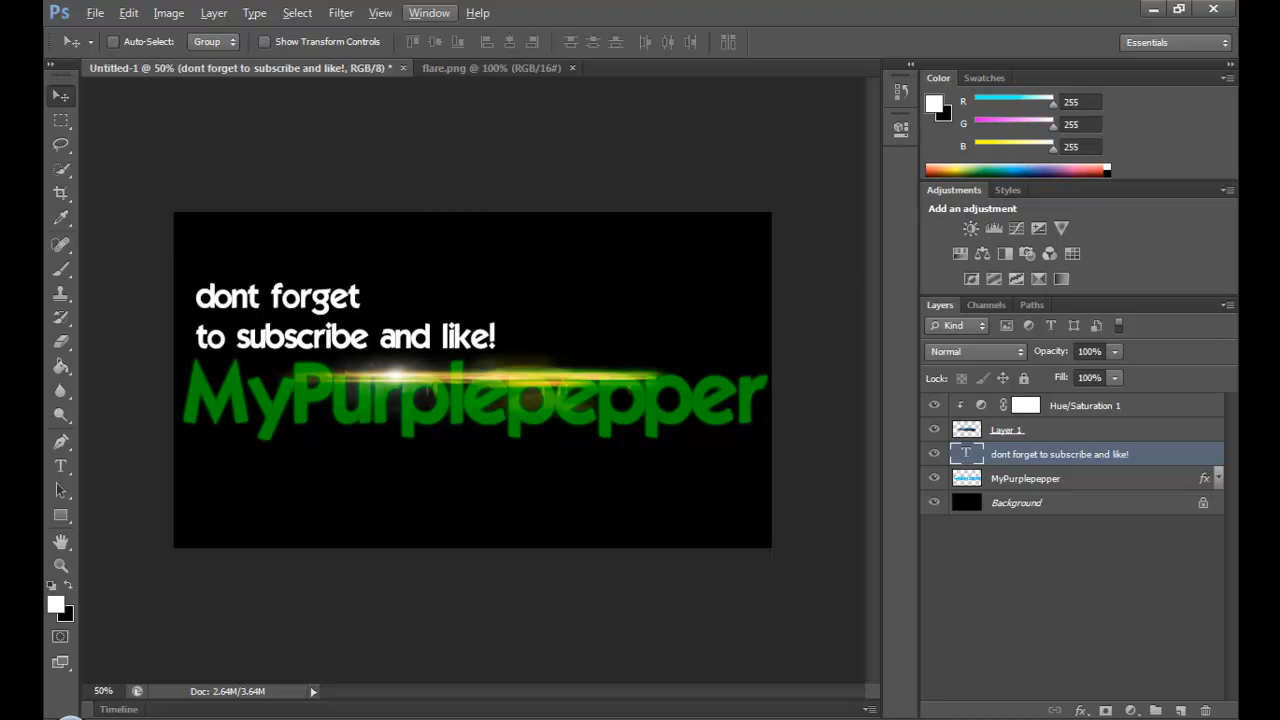 Ps File Edit Image Layer Type Select Filter View Window Help
Auto-Select: Group Show Transform Controls Essentials
Untitled-1 @ 50% (dont forget to subscribe and like!, RGB/8) * × flare.png @ 100% (RGB/16#) ×
Color Swatches
R 255
G 255
B 255
Adjustments Styles
Add an adjustment
Layers Channels Paths
Kind
Normal Opacity: 100%
Lock: Fill: 100%
Hue/Saturation 1
Layer 1
dont forget to subscribe and like!
MyPurplepepper fx
Background
dont forget
to subscribe and like!
MyPurplepepper
50% Doc: 2.64M/3.64M
Timeline